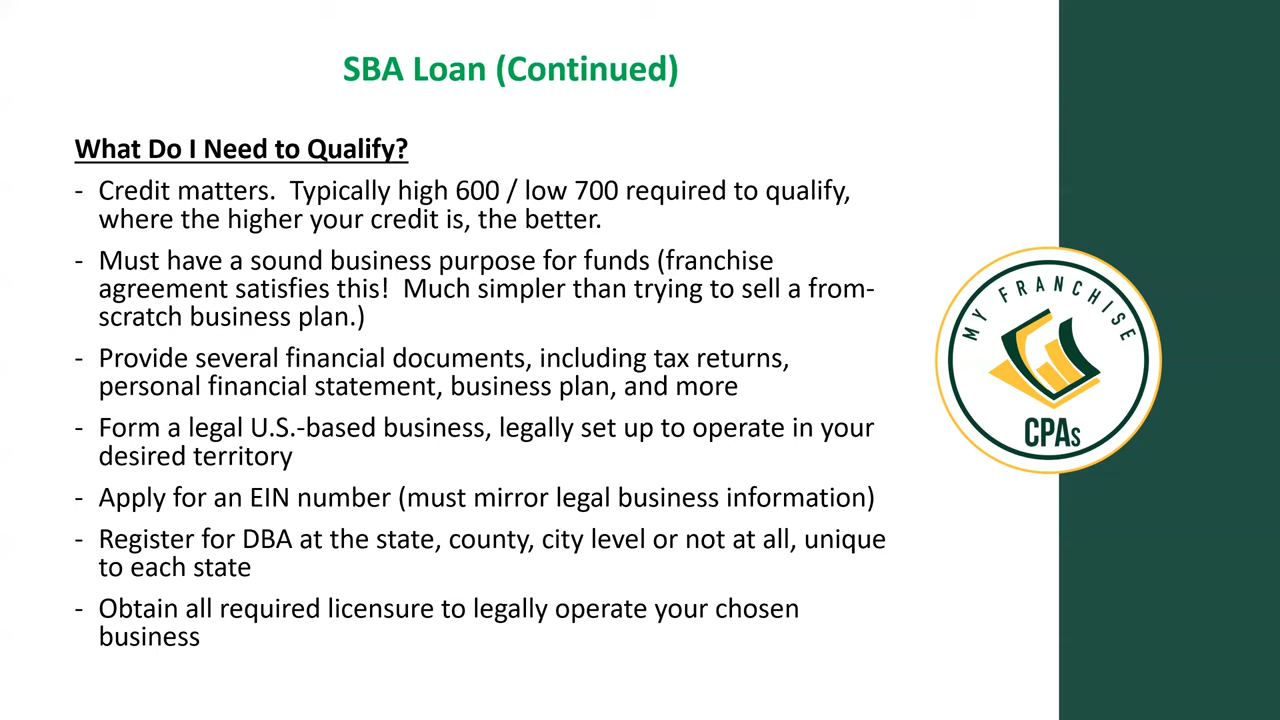 SBA Loan (Continued)
What Do I Need to Qualify?
- Credit matters.  Typically high 600 / low 700 required to qualify,
where the higher your credit is, the better.
- Must have a sound business purpose for funds (franchise
agreement satisfies this!  Much simpler than trying to sell a from-
scratch business plan.)
- Provide several financial documents, including tax returns,
personal financial statement, business plan, and more
- Form a legal U.S.-based business, legally set up to operate in your
desired territory
- Apply for an EIN number (must mirror legal business information)
- Register for DBA at the state, county, city level or not at all, unique
to each state
- Obtain all required licensure to legally operate your chosen
business
MY FRANCHISE
CPAs